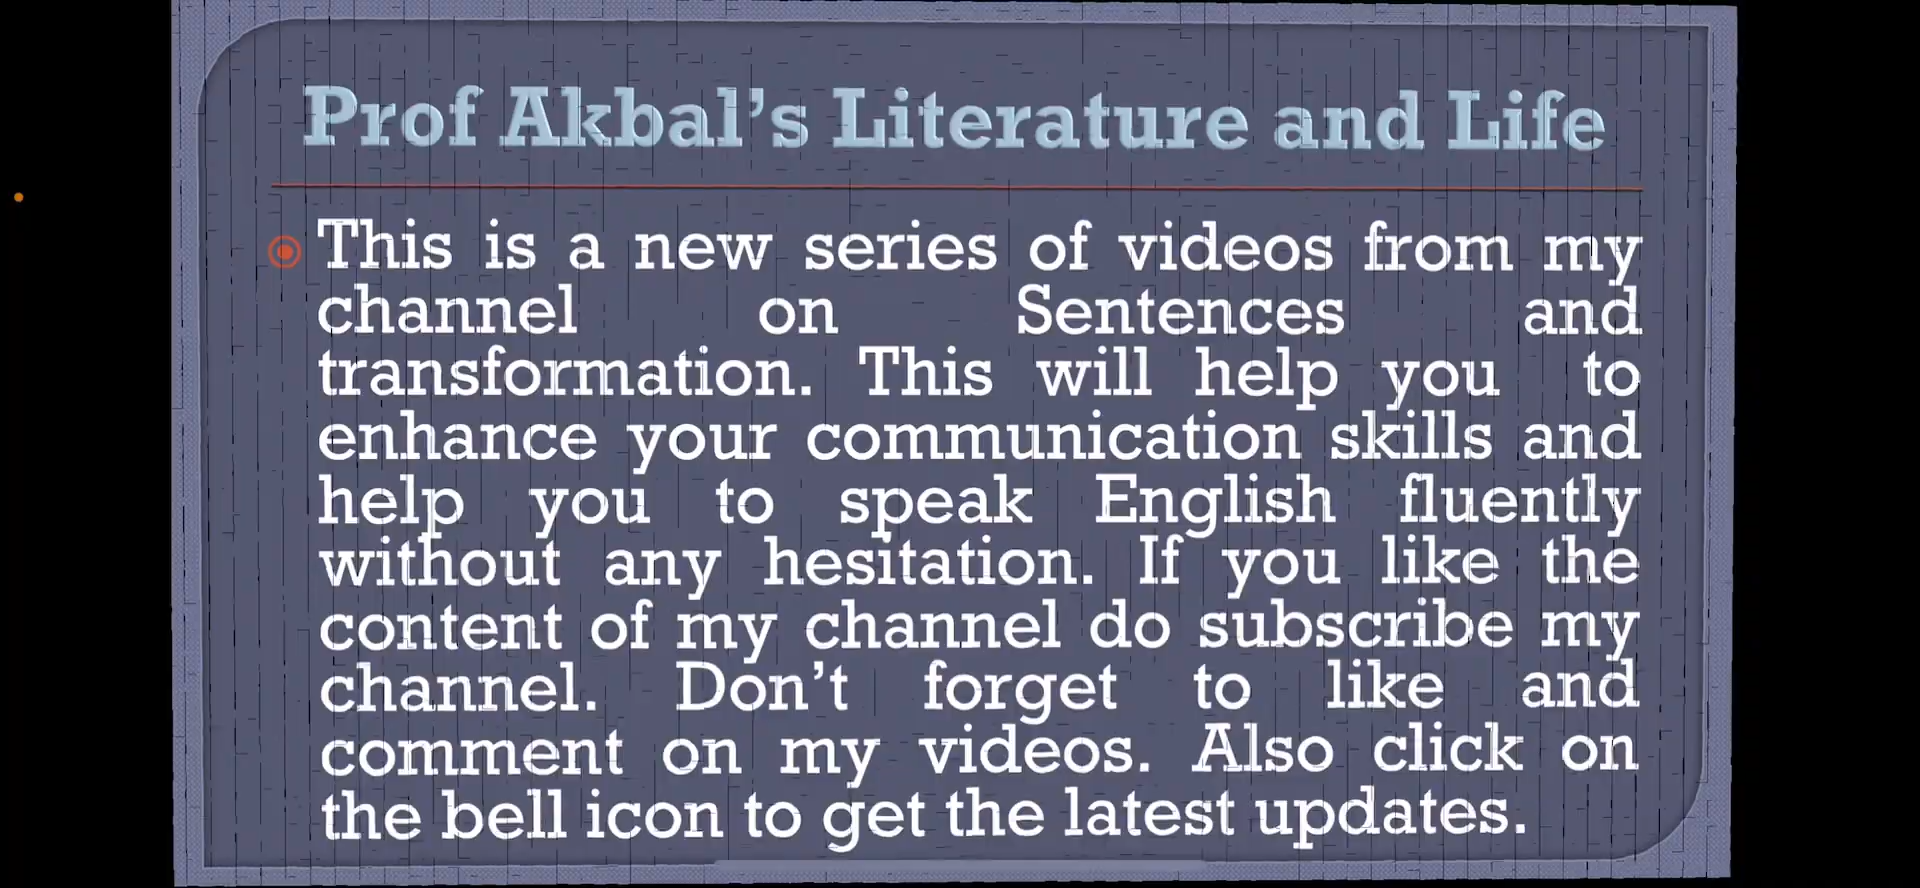 Prof Akbal’s Literature and Life
This is a new series of videos from my
channel on Sentences and
transformation. This will help you to
enhance your communication skills and
help you to speak English fluently
without any hesitation. If you like the
content of my channel do subscribe my
channel. Don’t forget to like and
comment on my videos. Also click on
the bell icon to get the latest updates.